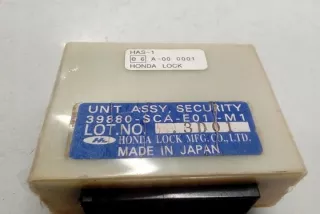 HAS-1
A-00 0001
HONDA LOCK
UNIT ASSY, SECURITY
39880-SCA-E01 -M1
LOT.NO.
HONDA LOCK MFG.CO.,LTD.
MADE IN JAPAN